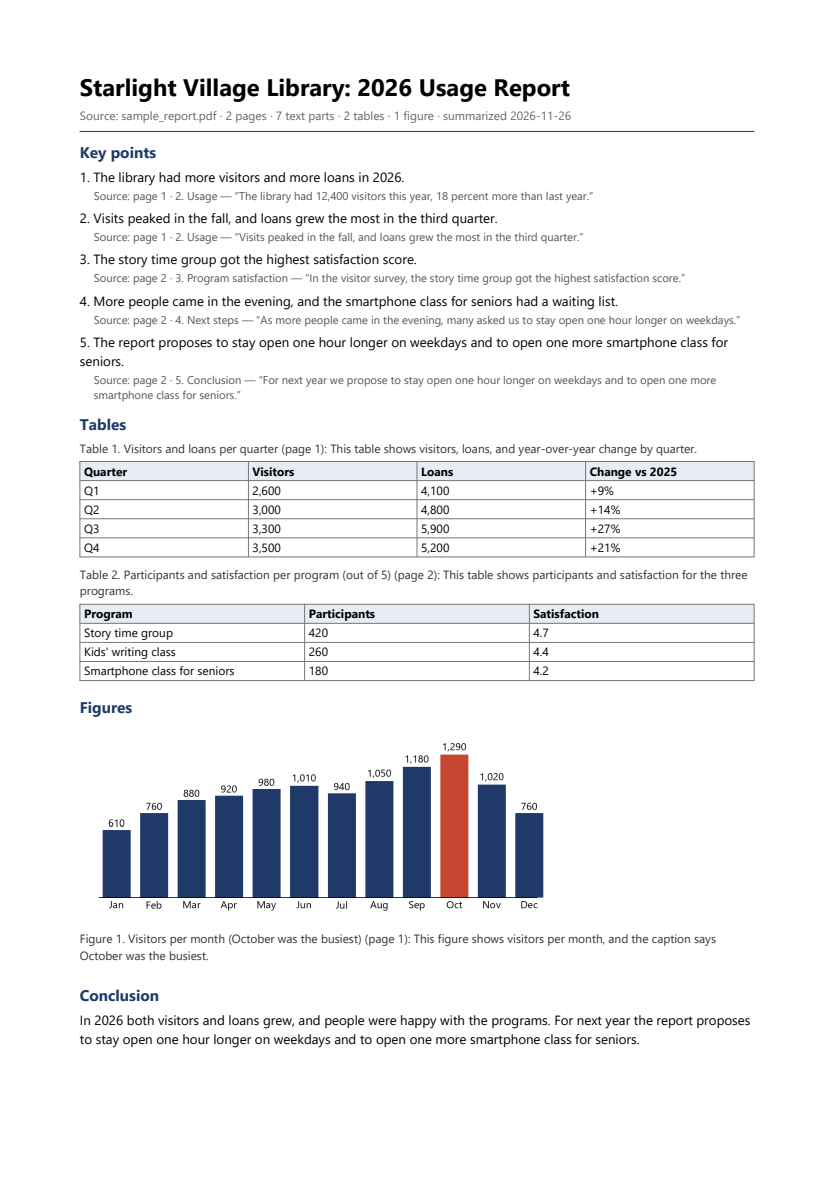 Starlight Village Library: 2026 Usage Report
Source: sample_report.pdf · 2 pages · 7 text parts · 2 tables · 1 figure · summarized 2026-11-26
Key points
1. The library had more visitors and more loans in 2026.
Source: page 1 · 2. Usage — “The library had 12,400 visitors this year, 18 percent more than last year.”
2. Visits peaked in the fall, and loans grew the most in the third quarter.
Source: page 1 · 2. Usage — “Visits peaked in the fall, and loans grew the most in the third quarter.”
3. The story time group got the highest satisfaction score.
Source: page 2 · 3. Program satisfaction — “In the visitor survey, the story time group got the highest satisfaction score.”
4. More people came in the evening, and the smartphone class for seniors had a waiting list.
Source: page 2 · 4. Next steps — “As more people came in the evening, many asked us to stay open one hour longer on weekdays.”
5. The report proposes to stay open one hour longer on weekdays and to open one more smartphone class for
seniors.
Source: page 2 · 5. Conclusion — “For next year we propose to stay open one hour longer on weekdays and to open one more
smartphone class for seniors.”
Tables
Table 1. Visitors and loans per quarter (page 1): This table shows visitors, loans, and year-over-year change by quarter.
Quarter Visitors Loans Change vs 2025
Q1 2,600 4,100 +9%
Q2 3,000 4,800 +14%
Q3 3,300 5,900 +27%
Q4 3,500 5,200 +21%
Table 2. Participants and satisfaction per program (out of 5) (page 2): This table shows participants and satisfaction for the three
programs.
Program Participants Satisfaction
Story time group 420 4.7
Kids' writing class 260 4.4
Smartphone class for seniors 180 4.2
Figures
610 760 880 920 980 1,010 940 1,050 1,180 1,290 1,020 760
Jan Feb Mar Apr May Jun Jul Aug Sep Oct Nov Dec
Figure 1. Visitors per month (October was the busiest) (page 1): This figure shows visitors per month, and the caption says
October was the busiest.
Conclusion
In 2026 both visitors and loans grew, and people were happy with the programs. For next year the report proposes
to stay open one hour longer on weekdays and to open one more smartphone class for seniors.